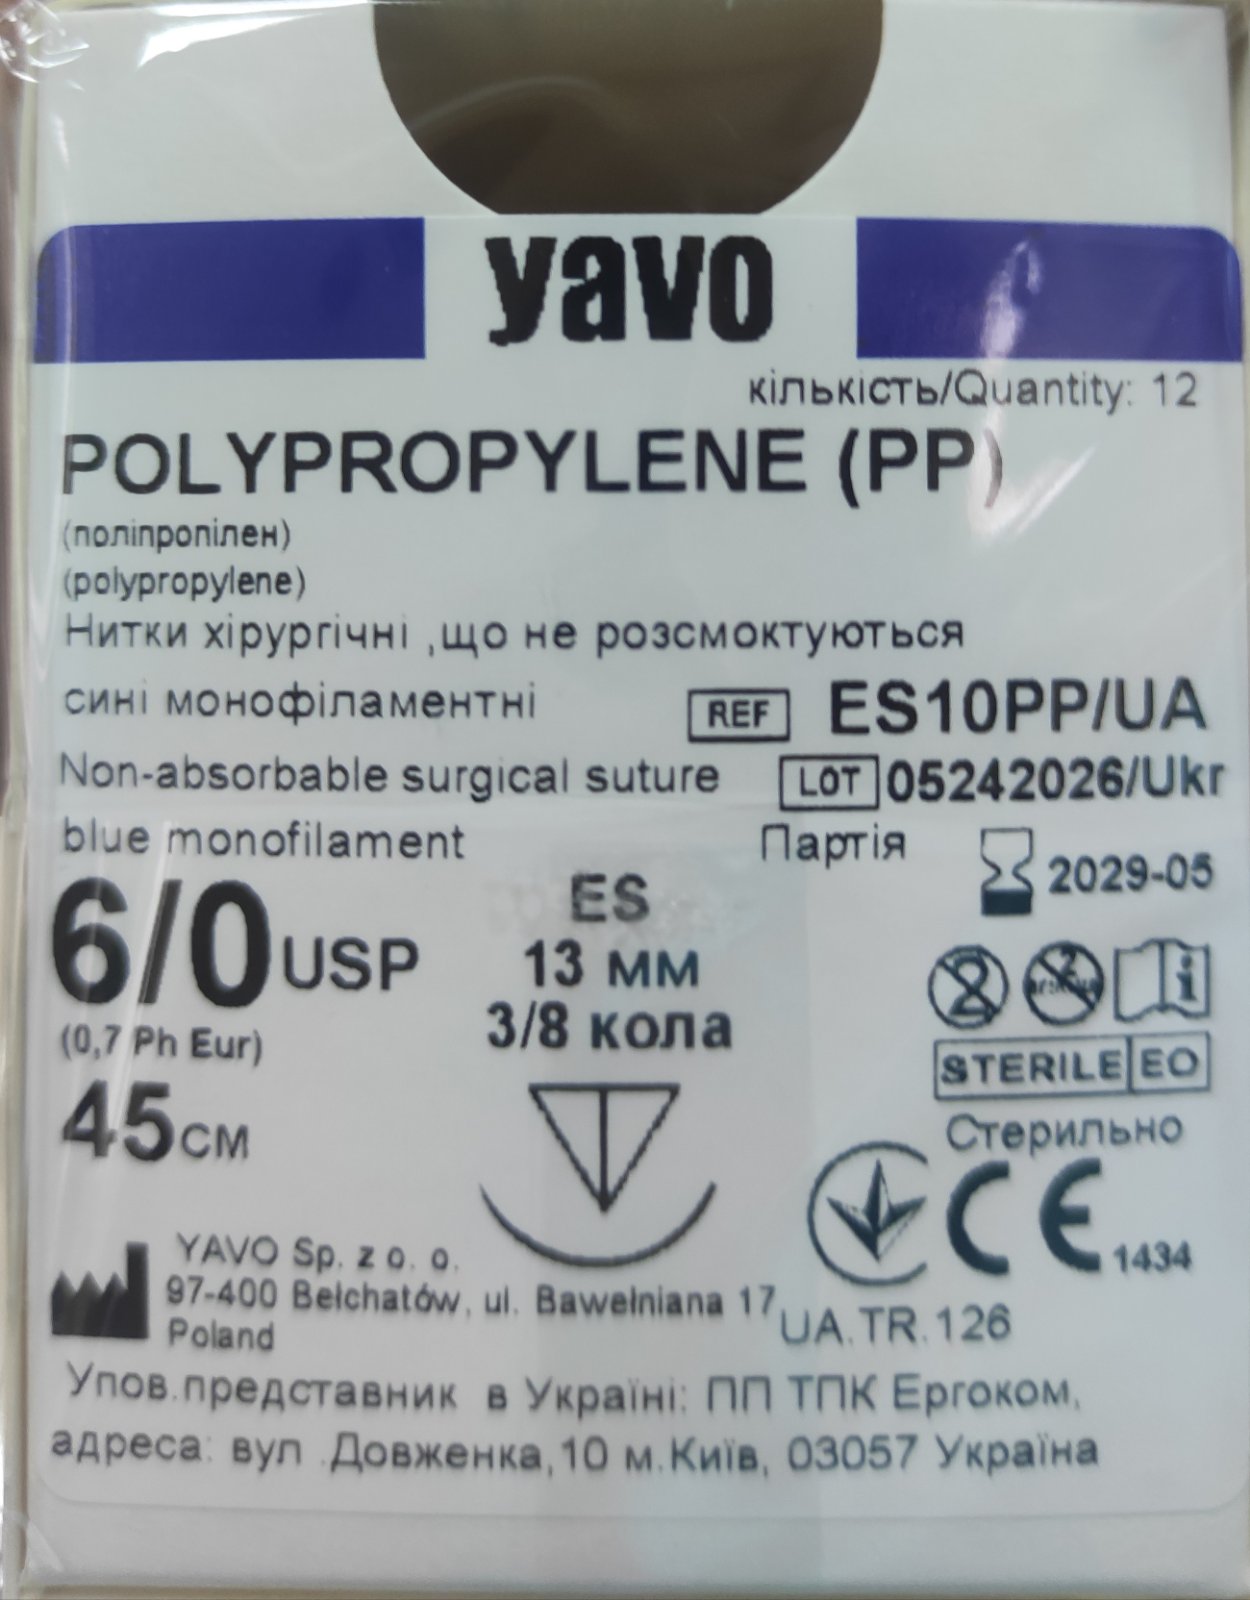 yavo
кількість/Quantity: 12
POLYPROPYLENE (PP)
(поліпропілен)
(polypropylene)
Нитки хірургічні ,що не розсмоктуються
сині монофіламентні
REF ES10PP/UA
Non-absorbable surgical suture
LOT 05242026/Ukr
blue monofilament
Партія
2029-05
6/0 USP
(0,7 Ph Eur)
45 см
ES
13 мм
3/8 кола
2
STERILE EO
Стерильно
CE 1434
UA.TR.126
YAVO Sp. z o. o.
97-400 Bełchatów, ul. Bawełniana 17
Poland
Упов.представник в Україні: ПП ТПК Ергоком,
адреса: вул .Довженка,10 м.Київ, 03057 Україна